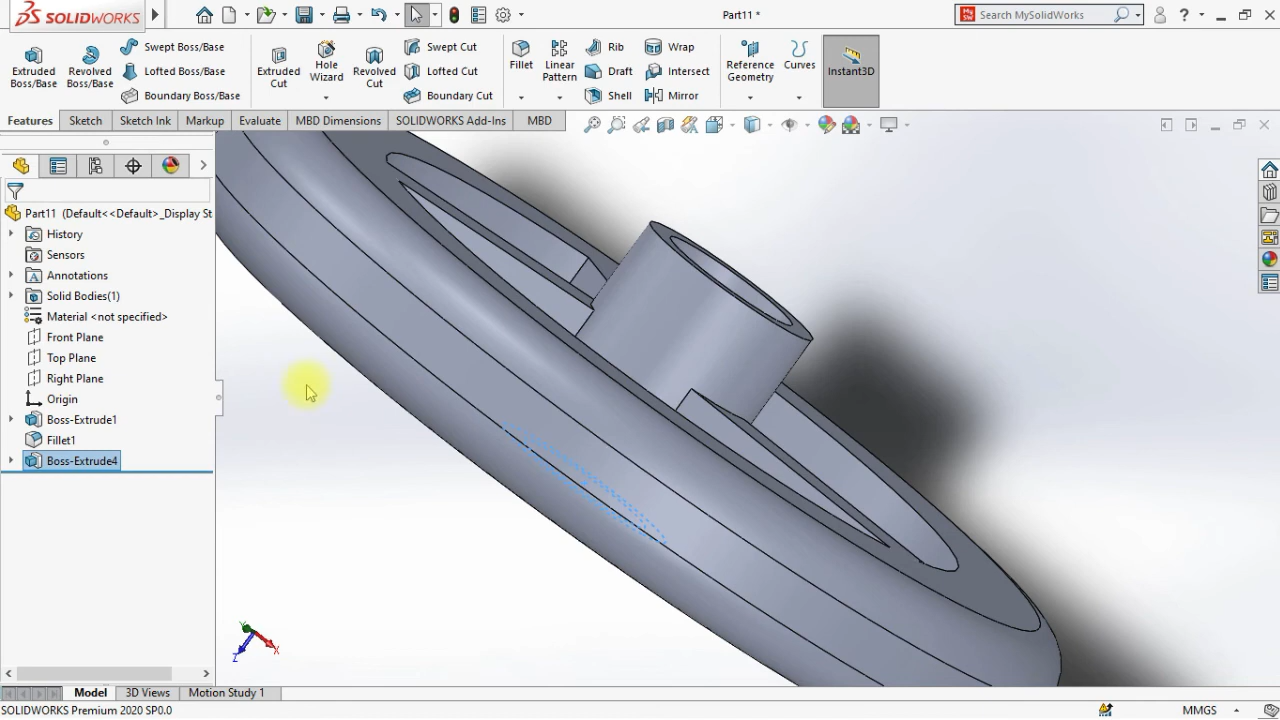 SOLIDWORKS
Part11 *
Search MySolidWorks
Extruded Boss/Base
Revolved Boss/Base
Swept Boss/Base
Lofted Boss/Base
Boundary Boss/Base
Extruded Cut
Hole Wizard
Revolved Cut
Swept Cut
Lofted Cut
Boundary Cut
Fillet
Linear Pattern
Rib
Draft
Shell
Wrap
Intersect
Mirror
Reference Geometry
Curves
Instant3D
Features
Sketch
Sketch Ink
Markup
Evaluate
MBD Dimensions
SOLIDWORKS Add-Ins
MBD
Part11 (Default<<Default>_Display St
History
Sensors
Annotations
Solid Bodies(1)
Material <not specified>
Front Plane
Top Plane
Right Plane
Origin
Boss-Extrude1
Fillet1
Boss-Extrude4
Y
X
Z
Model
3D Views
Motion Study 1
SOLIDWORKS Premium 2020 SP0.0
MMGS